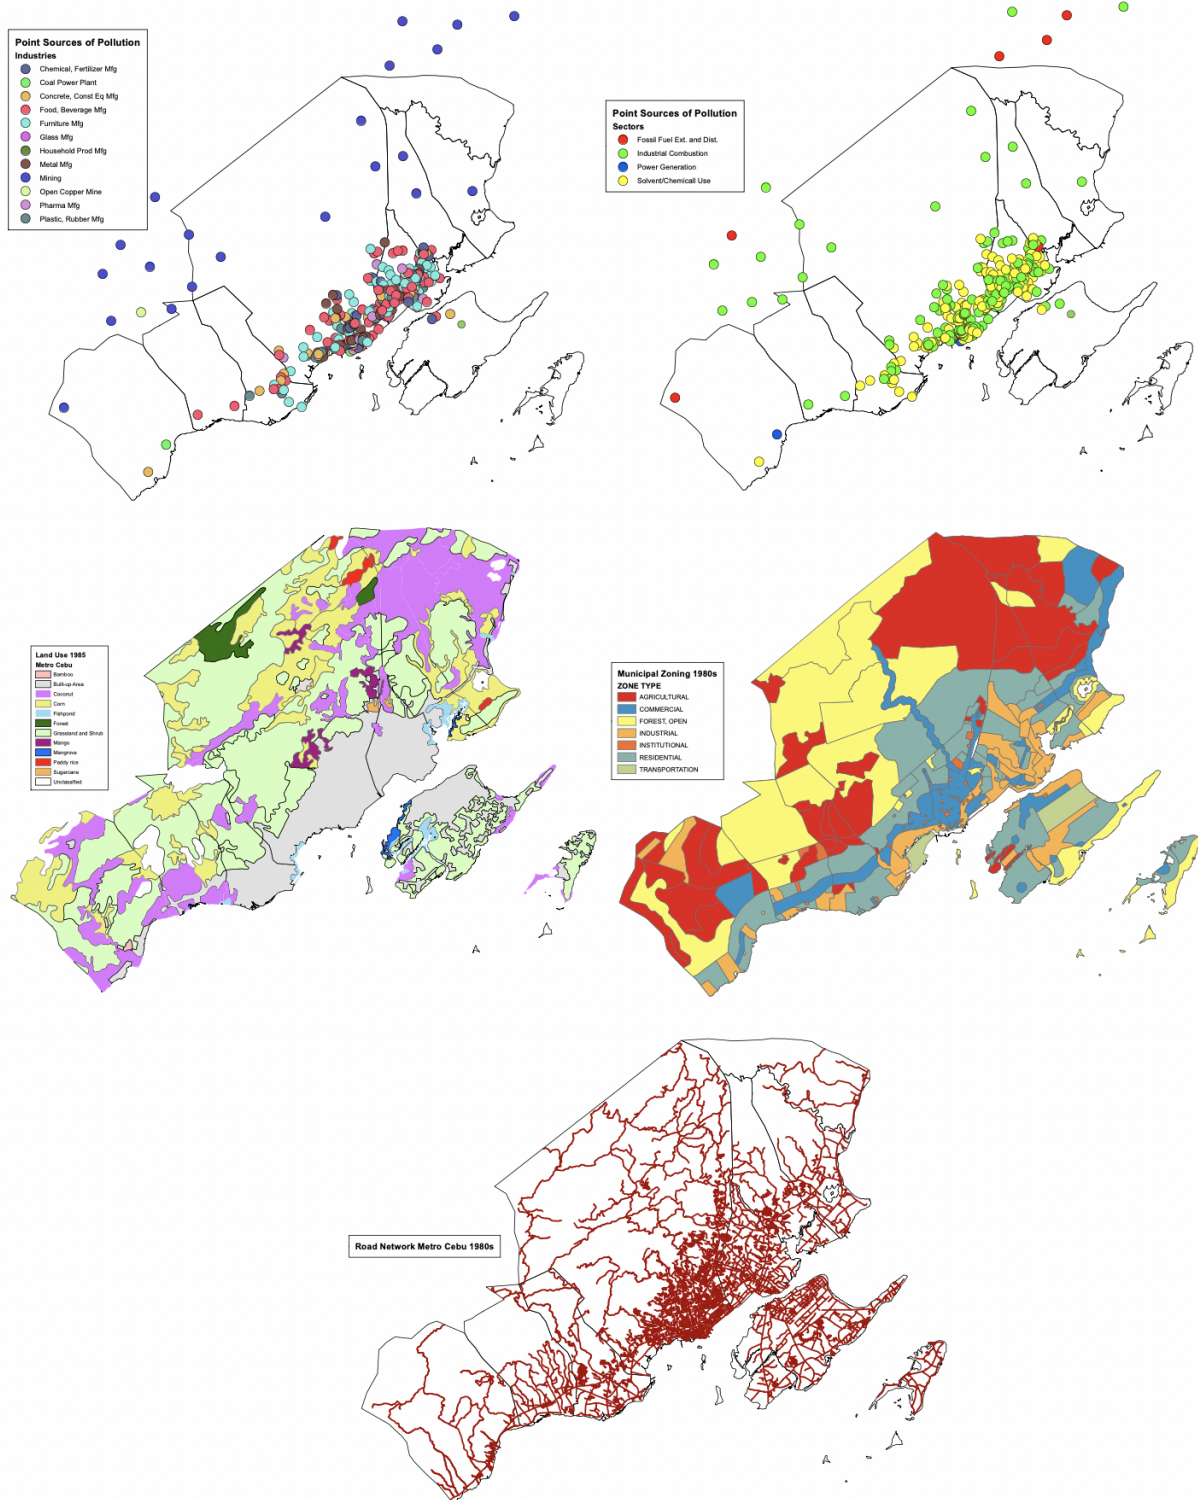 Point Sources of Pollution
Industries
Chemical, Fertilizer Mfg
Coal Power Plant
Concrete, Const Eq Mfg
Food, Beverage Mfg
Furniture Mfg
Glass Mfg
Household Prod Mfg
Metal Mfg
Mining
Open Copper Mine
Pharma Mfg
Plastic, Rubber Mfg
Point Sources of Pollution
Sectors
Fossil Fuel Ext. and Dist.
Industrial Combustion
Power Generation
Solvent/Chemicall Use
Land Use 1985
Metro Cebu
Bamboo
Built-up Area
Coconut
Corn
Fishpond
Forest
Grassland and Shrub
Mango
Mangrove
Paddy rice
Sugarcane
Unclassified
Municipal Zoning 1980s
ZONE TYPE
AGRICULTURAL
COMMERCIAL
FOREST, OPEN
INDUSTRIAL
INSTITUTIONAL
RESIDENTIAL
TRANSPORTATION
Road Network Metro Cebu 1980s